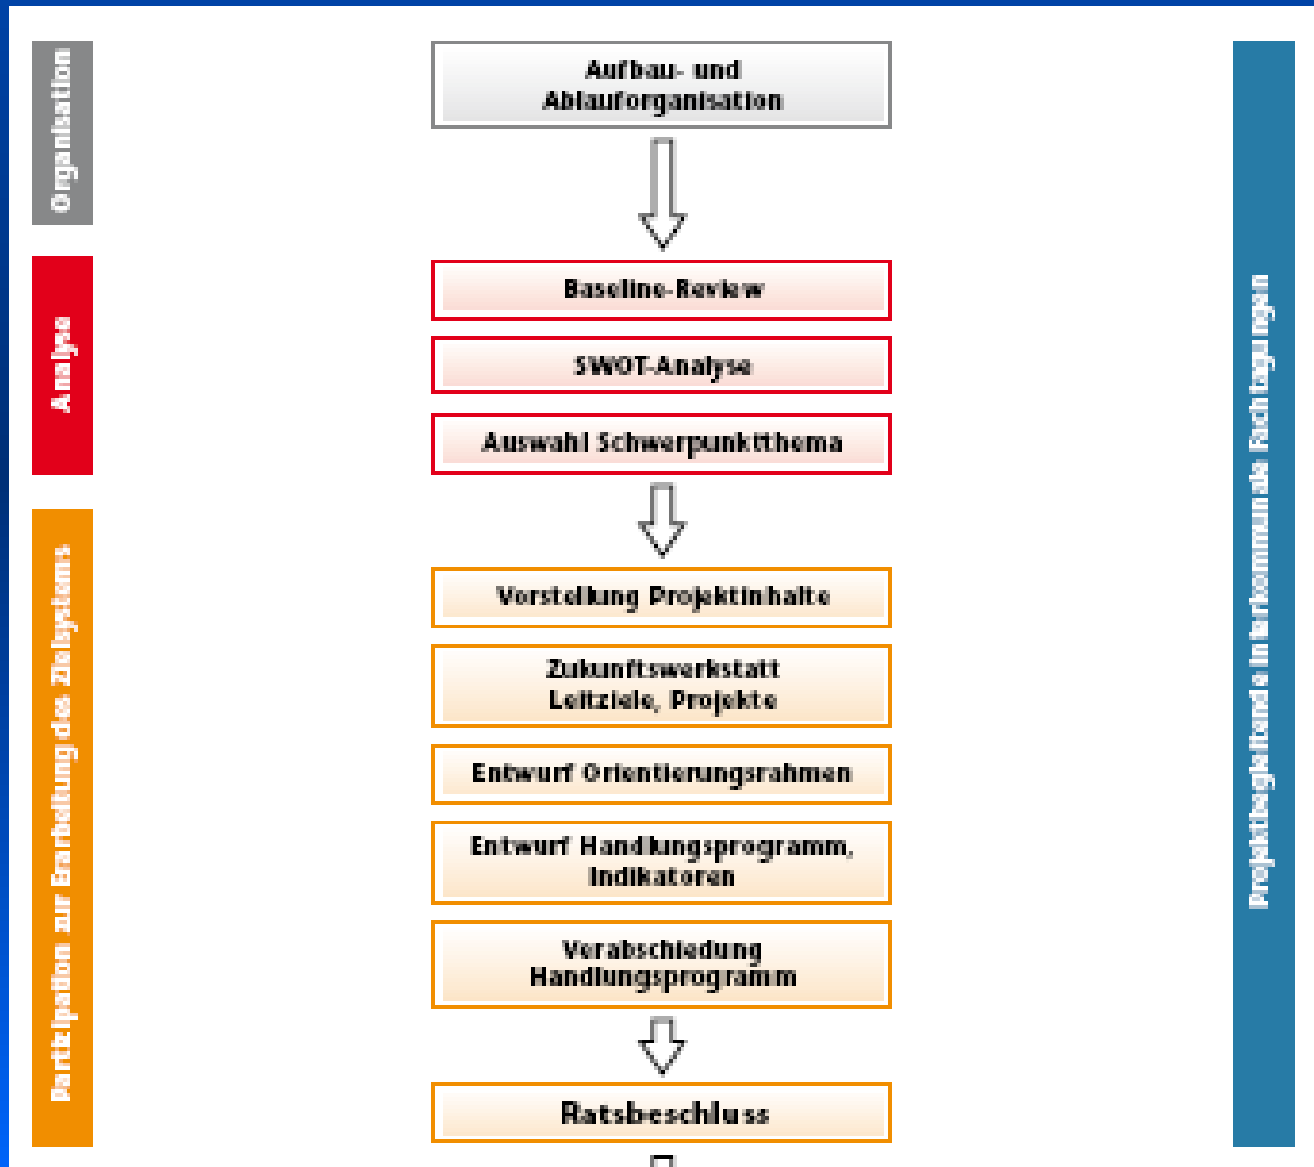 Organisation
Aufbau- und
Ablauforganisation
Analyse
Baseline-Review
SWOT-Analyse
Auswahl Schwerpunktthema
Partizipation zur Erarbeitung des Zielsystems
Vorstellung Projektinhalte
Zukunftswerkstatt
Leitziele, Projekte
Entwurf Orientierungsrahmen
Entwurf Handlungsprogramm,
Indikatoren
Verabschiedung
Handlungsprogramm
Ratsbeschluss
Projektbegleitende interkommunale Fachtagungen